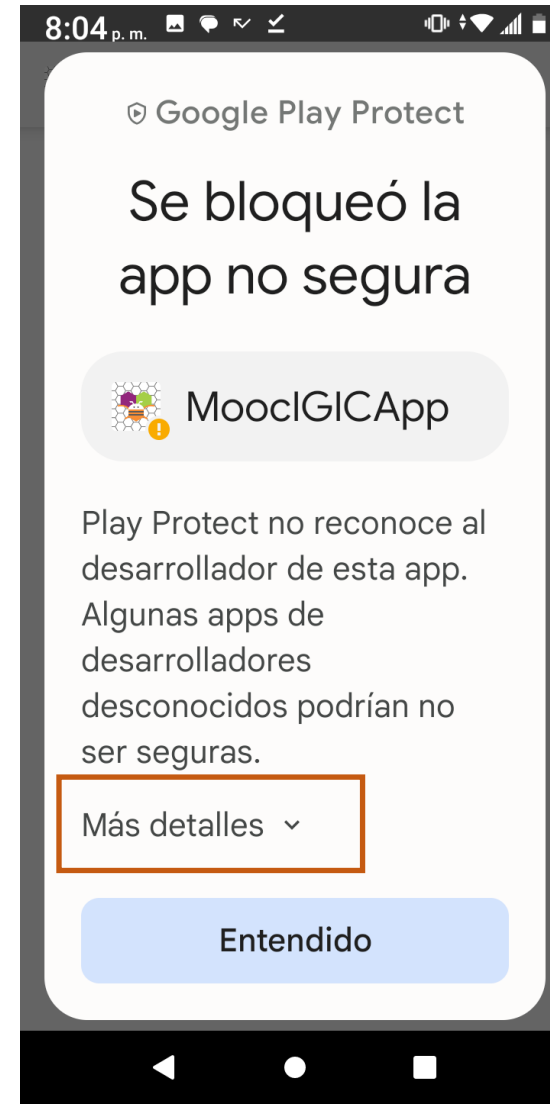 8:04 p. m.
Google Play Protect
Se bloqueó la
app no segura
MoocIGICApp
Play Protect no reconoce al
desarrollador de esta app.
Algunas apps de
desarrolladores
desconocidos podrían no
ser seguras.
Más detalles
Entendido